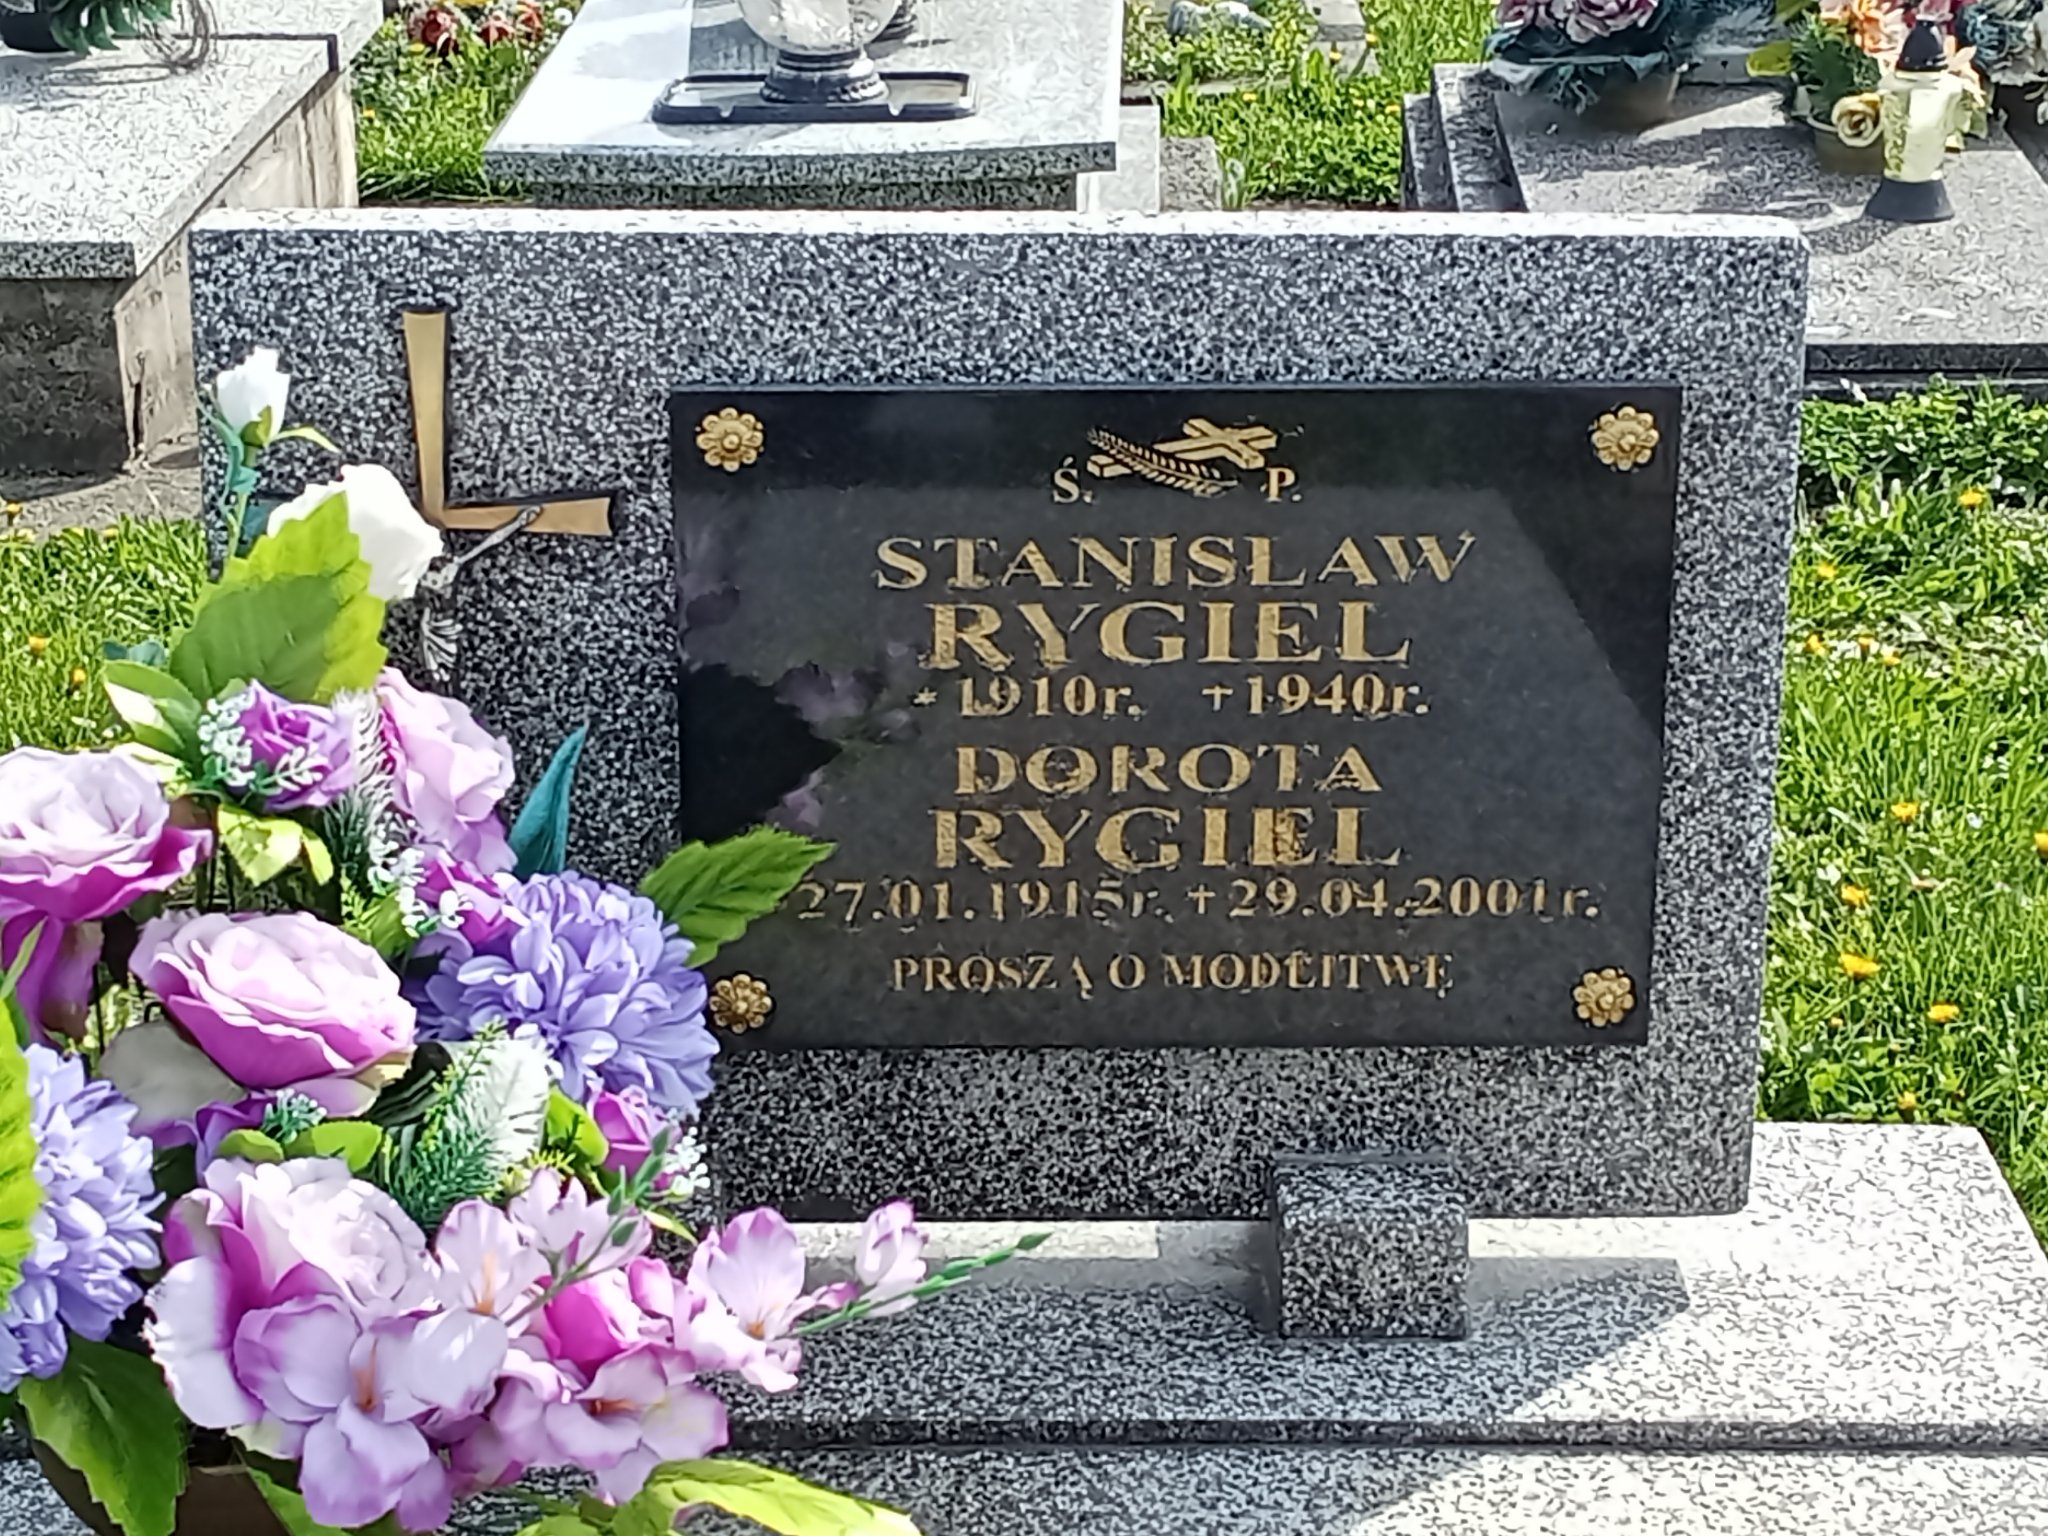 Ś. P.
STANISŁAW
RYGIEL
* 1910r. + 1940r.
DOROTA
RYGIEL
27.01.1915r. + 29.04.2001r.
PROSZĄ O MODLITWĘ